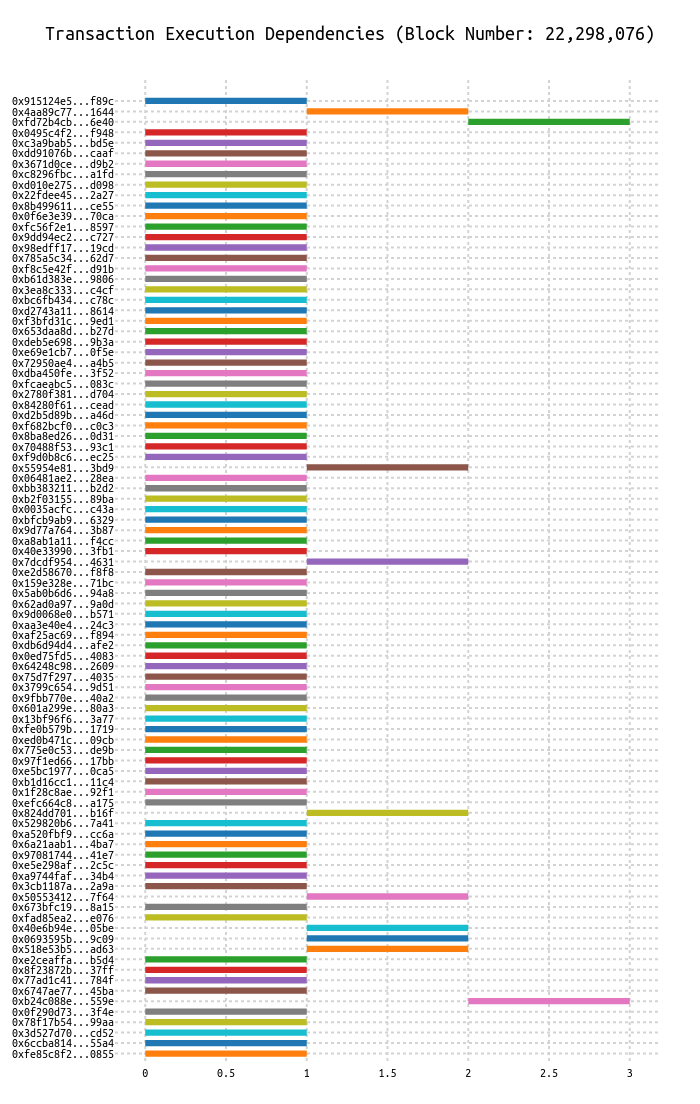 Transaction Execution Dependencies (Block Number: 22,298,076)
0x915124e5...f89c
0x4aa89c77...1644
0xfd72b4cb...6e40
0x0495c4f2...f948
0xc3a9bab5...bd5e
0xdd91076b...caaf
0x3671d0ce...d9b2
0xc8296fbc...a1fd
0xd010e275...d098
0x22fdee45...2a27
0x8b499611...ce55
0x0f6e3e39...70ca
0xfc56f2e1...8597
0x9dd94ec2...c727
0x98edff17...19cd
0x785a5c34...62d7
0xf8c5e42f...d91b
0xb61d383e...9806
0x3ea8c333...c4cf
0xbc6fb434...c78c
0xd2743a11...8614
0xf3bfd31c...9ed1
0x653daa8d...b27d
0xdeb5e698...9b3a
0xe69e1cb7...0f5e
0x72950ae4...a4b5
0xdba450fe...3f52
0xfcaeabc5...083c
0x2780f381...d704
0x84280f61...cead
0xd2b5d89b...a46d
0xf682bcf0...c0c3
0x8ba8ed26...0d31
0x70488f53...93c1
0xf9d0b8c6...ec25
0x55954e81...3bd9
0x06481ae2...28ea
0xbb383211...b2d2
0xb2f03155...89ba
0x0035acfc...c43a
0xbfcb9ab9...6329
0x9d77a764...3b87
0xa8ab1a11...f4cc
0x40e33990...3fb1
0x7dcdf954...4631
0xe2d58670...f8f8
0x159e328e...71bc
0x5ab0b6d6...94a8
0x62ad0a97...9a0d
0x9d0068e0...b571
0xaa3e40e4...24c3
0xaf25ac69...f894
0xdb6d94d4...afe2
0x0ed75fd5...4083
0x64248c98...2609
0x75d7f297...4035
0x3799c654...9d51
0x9fbb770e...40a2
0x601a299e...80a3
0x13bf96f6...3a77
0xfe0b579b...1719
0xed0b471c...09cb
0x775e0c53...de9b
0x97f1ed66...17bb
0xe5bc1977...0ca5
0xb1d16cc1...11c4
0x1f28c8ae...92f1
0xefc664c8...a175
0x824dd701...b16f
0x529820b6...7a41
0xa520fbf9...cc6a
0x6a21aab1...4ba7
0x97081744...41e7
0xe5e298af...2c5c
0xa9744faf...34b4
0x3cb1187a...2a9a
0x50553412...7f64
0x673bfc19...8a15
0xfad85ea2...e076
0x40e6b94e...05be
0x0693595b...9c09
0x518e53b5...ad63
0xe2ceaffa...b5d4
0x8f23872b...37ff
0x77ad1c41...784f
0x6747ae77...45ba
0xb24c088e...559e
0x0f290d73...3f4e
0x78f17b54...99aa
0x3d527d70...cd52
0x6ccba814...55a4
0xfe85c8f2...0855
0 0.5 1 1.5 2 2.5 3